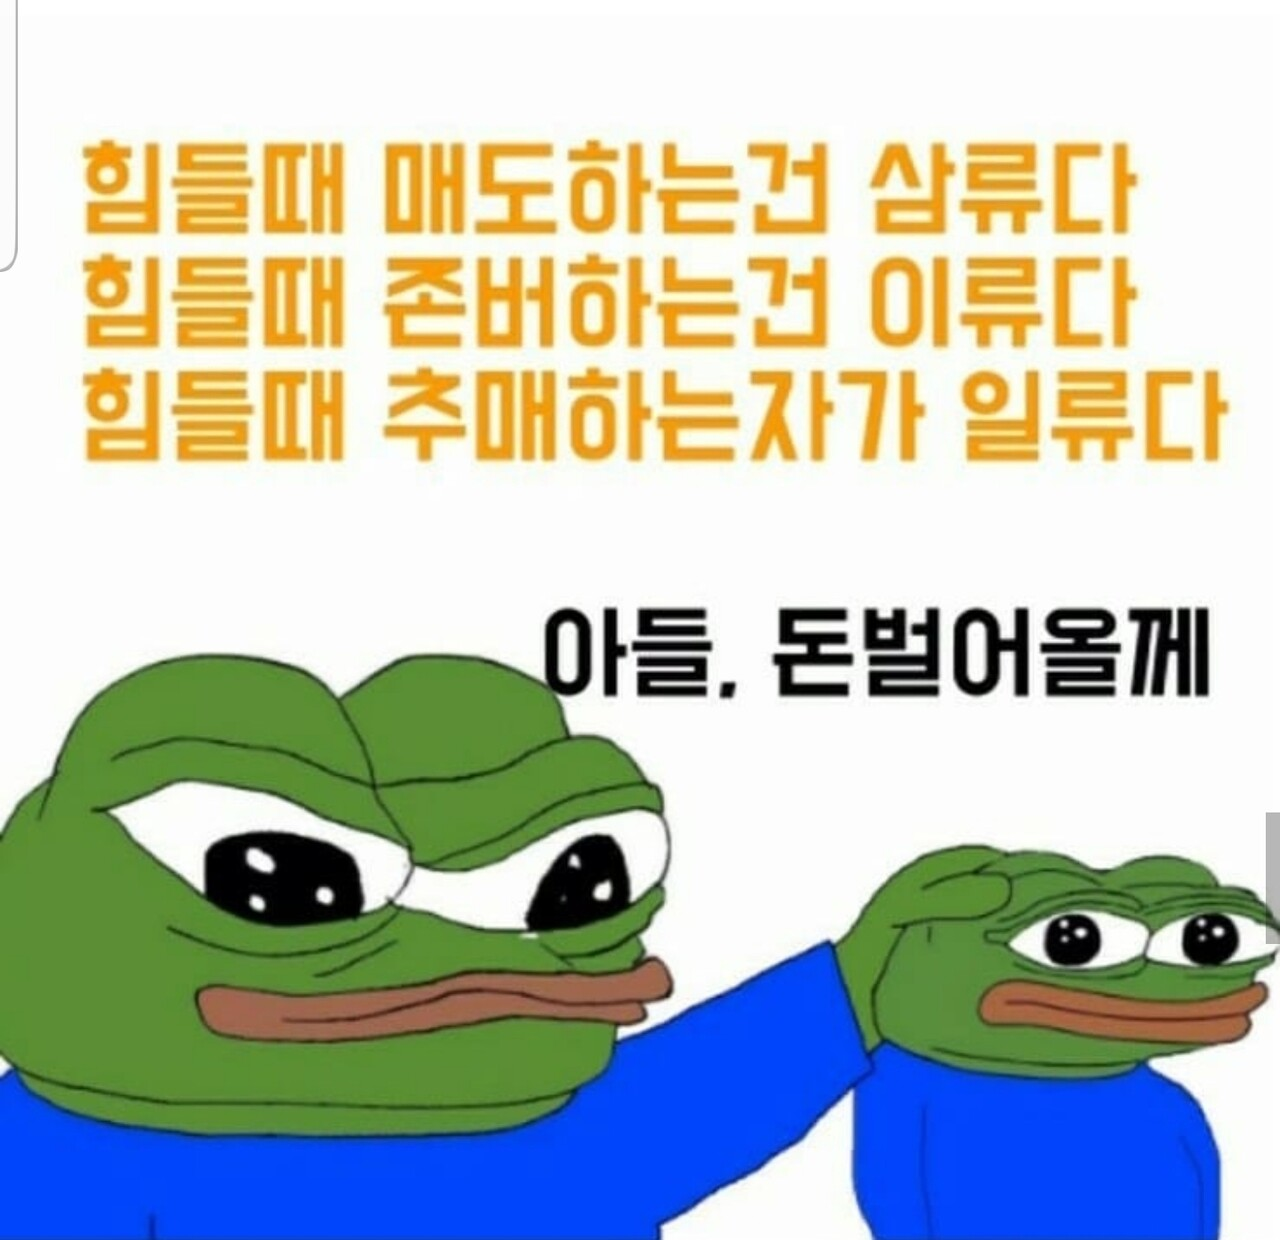 힘들때 매도하는건 삼류다
힘들때 존버하는건 이류다
힘들때 추매하는자가 일류다
아들, 돈벌어올께